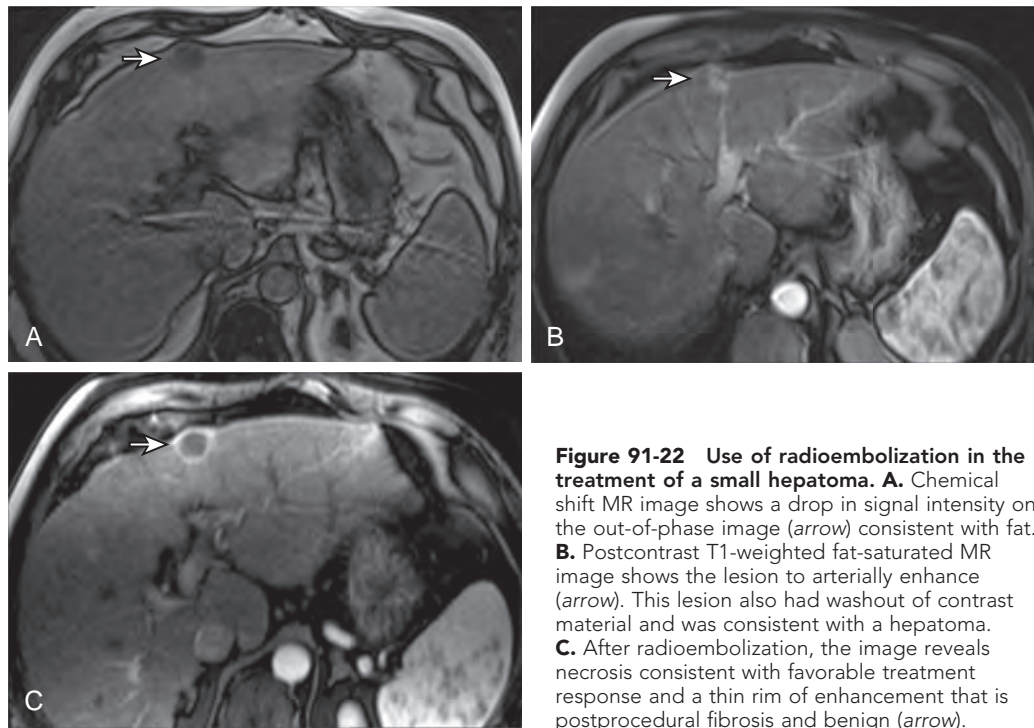 A
B
C
Figure 91-22 Use of radioembolization in the
treatment of a small hepatoma. A. Chemical
shift MR image shows a drop in signal intensity on
the out-of-phase image (arrow) consistent with fat.
B. Postcontrast T1-weighted fat-saturated MR
image shows the lesion to arterially enhance
(arrow). This lesion also had washout of contrast
material and was consistent with a hepatoma.
C. After radioembolization, the image reveals
necrosis consistent with favorable treatment
response and a thin rim of enhancement that is
postprocedural fibrosis and benign (arrow).